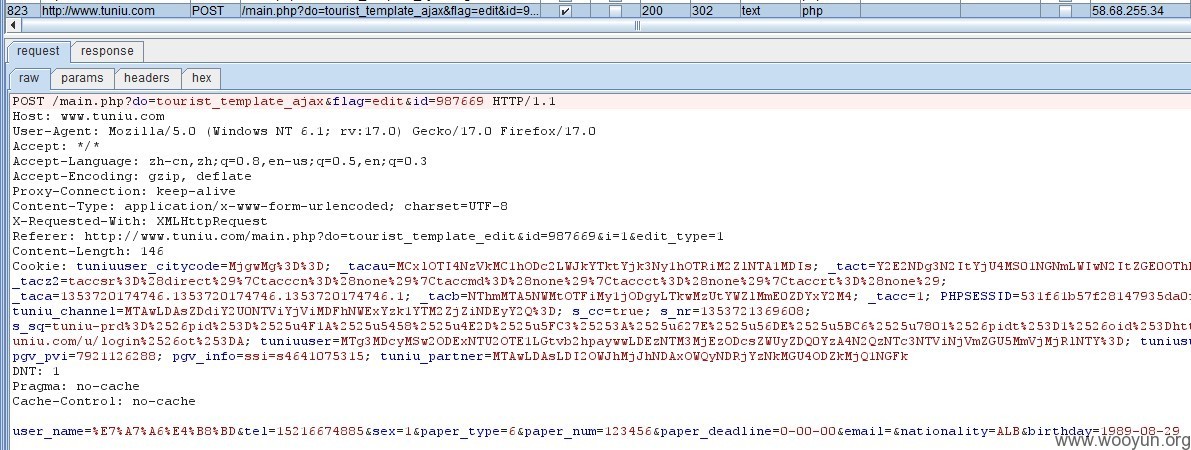 823 http://www.tuniu.com POST /main.php?do=tourist_template_ajax&flag=edit&id=9... 200 302 text php 58.68.255.34
request response
raw params headers hex
POST /main.php?do=tourist_template_ajax&flag=edit&id=987669 HTTP/1.1
Host: www.tuniu.com
User-Agent: Mozilla/5.0 (Windows NT 6.1; rv:17.0) Gecko/17.0 Firefox/17.0
Accept: */*
Accept-Language: zh-cn,zh;q=0.8,en-us;q=0.5,en;q=0.3
Accept-Encoding: gzip, deflate
Proxy-Connection: keep-alive
Content-Type: application/x-www-form-urlencoded; charset=UTF-8
X-Requested-With: XMLHttpRequest
Referer: http://www.tuniu.com/main.php?do=tourist_template_edit&id=987669&i=1&edit_type=1
Content-Length: 146
Cookie: tuniuuser_citycode=MjgwMg%3D%3D; _tacau=MCxlOTI4NzVkMC1hODc2LWJkYTktYjk3Ny1hOTRiM2ZlNTA1MDIs; _tact=Y2E2NDg3N2ItYjU4MS01NGNmLWIwN2ItZGE0OThl
_tacz2=taccsr%3D%28direct%29%7Ctacccn%3D%28none%29%7Ctaccmd%3D%28none%29%7Ctaccct%3D%28none%29%7Ctaccrt%3D%28none%29;
_taca=1353720174746.1353720174746.1353720174746.1; _tacb=NThmMTA5NWMtOTFiMy1jODgyLTkwMzUtYWZlMmE0ZDYxY2M4; _tacc=1; PHPSESSID=531f61b57f28147935da0f
tuniu_channel=MTAwLDAsZDdiY2U0NTViYjViMDFhNWExYzk1YTM2ZjZiNDEyY2Q%3D; s_cc=true; s_nr=1353721369608;
s_sq=tuniu-prd%3D%2526pid%253D%2525u4F1A%2525u5458%2525u4E2D%2525u5FC3%25253A%2525u627E%2525u56DE%2525u5BC6%2525u7801%2526pidt%253D1%2526oid%253Dhtt
uniu.com/u/login%2526ot%253DA; tuniuuser=MTg3MDcyMSw2ODExNTU2OTE1LGtvb2hpaywwLDEzNTM3MjEzODcsZWUyZDQ0YzA4N2QzNTc3NTViNjVmZGU5MmVjMjRlNTY%3D; tuniusu
pgv_pvi=7921126288; pgv_info=ssi=s4641075315; tuniu_partner=MTAwLDAsLDI2OWJhMjJhNDAxOWQyNDRjYzNkMGU4ODZkMjQ1NGFk
DNT: 1
Pragma: no-cache
Cache-Control: no-cache
user_name=%E7%A7%A6%E4%B8%BD&tel=15216674885&sex=1&paper_type=6&paper_num=123456&paper_deadline=0-00-00&email=&nationality=ALB&birthday=1989-08-29
www.wooyun.org